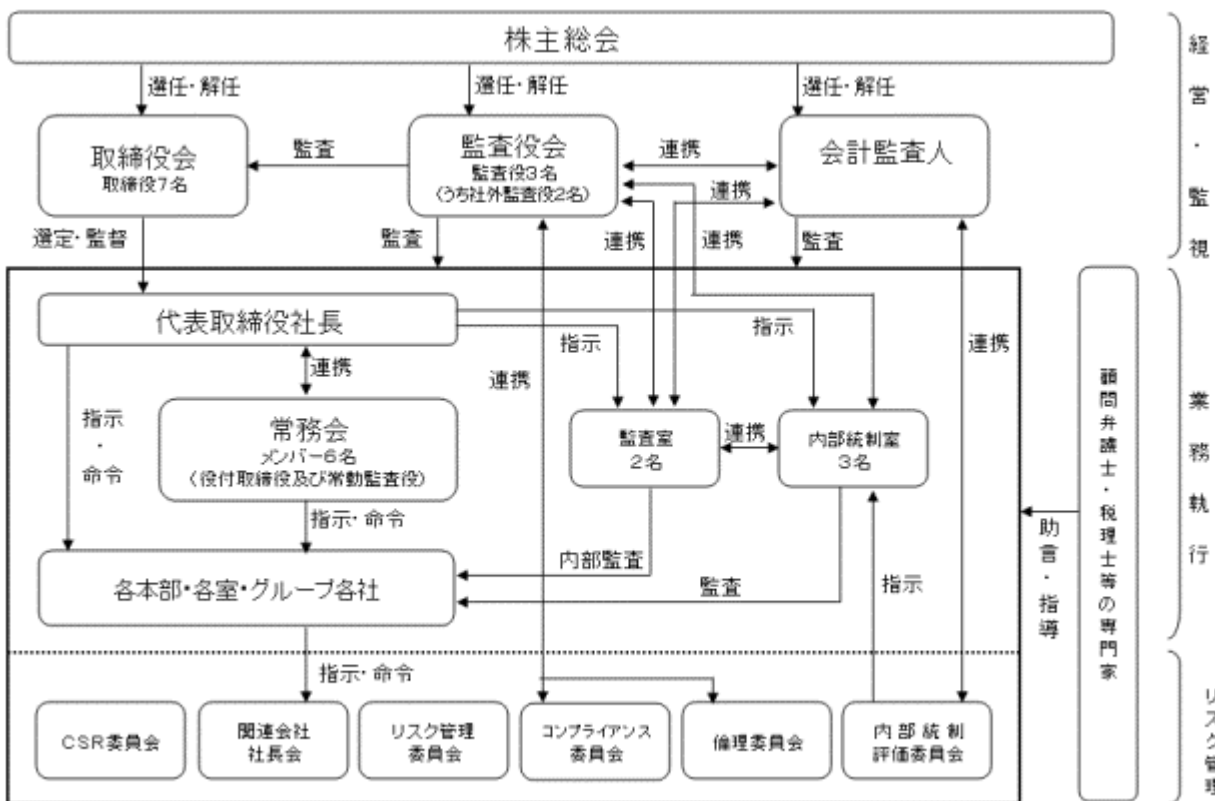 株主総会
選任・解任
選任・解任
選任・解任
取締役会
取締役7名
監査
監査役会
監査役3名
(うち社外監査役2名)
連携
連携
会計監査人
選定・監督
監査
連携
連携
監査
代表取締役社長
指示
指示
連携
連携
連携
指示
・
命令
常務会
メンバー6名
(役付取締役及び常勤監査役)
監査室
2名
連携
内部統制室
3名
指示・命令
内部監査
監査
指示
各本部・各室・グループ各社
指示・命令
CSR委員会
関連会社
社長会
リスク管理
委員会
コンプライアンス
委員会
倫理委員会
内部統制
評価委員会
助言・指導
顧問弁護士・税理士等の専門家
経営・監視
業務執行
リスク管理